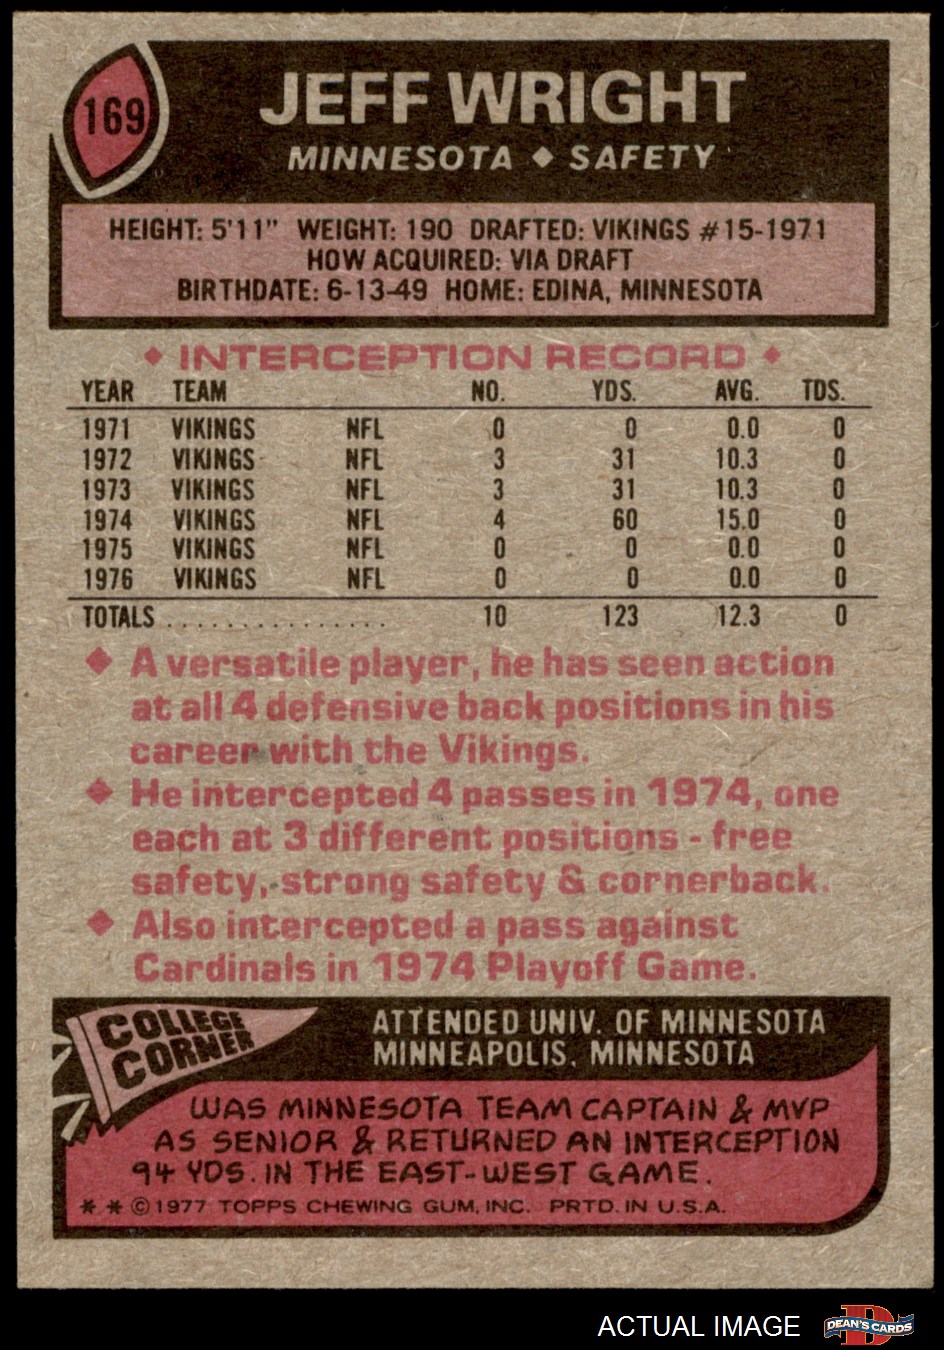 169
JEFF WRIGHT
MINNESOTA ◆ SAFETY
HEIGHT: 5'11" WEIGHT: 190 DRAFTED: VIKINGS #15-1971
HOW ACQUIRED: VIA DRAFT
BIRTHDATE: 6-13-49 HOME: EDINA, MINNESOTA
◆ INTERCEPTION RECORD ◆
YEAR TEAM NO. YDS. AVG. TDS.
1971 VIKINGS NFL 0 0 0.0 0
1972 VIKINGS NFL 3 31 10.3 0
1973 VIKINGS NFL 3 31 10.3 0
1974 VIKINGS NFL 4 60 15.0 0
1975 VIKINGS NFL 0 0 0.0 0
1976 VIKINGS NFL 0 0 0.0 0
TOTALS . . . . . . . . . . . . . . . 10 123 12.3 0
◆ A versatile player, he has seen action
at all 4 defensive back positions in his
career with the Vikings.
◆ He intercepted 4 passes in 1974, one
each at 3 different positions - free
safety, strong safety & cornerback.
◆ Also intercepted a pass against
Cardinals in 1974 Playoff Game.
COLLEGE
CORNER
ATTENDED UNIV. OF MINNESOTA
MINNEAPOLIS, MINNESOTA
WAS MINNESOTA TEAM CAPTAIN & MVP
AS SENIOR & RETURNED AN INTERCEPTION
94 YDS. IN THE EAST-WEST GAME.
* * © 1977 TOPPS CHEWING GUM, INC. PRTD. IN U.S.A.
ACTUAL IMAGE
D
DEAN'S CARDS